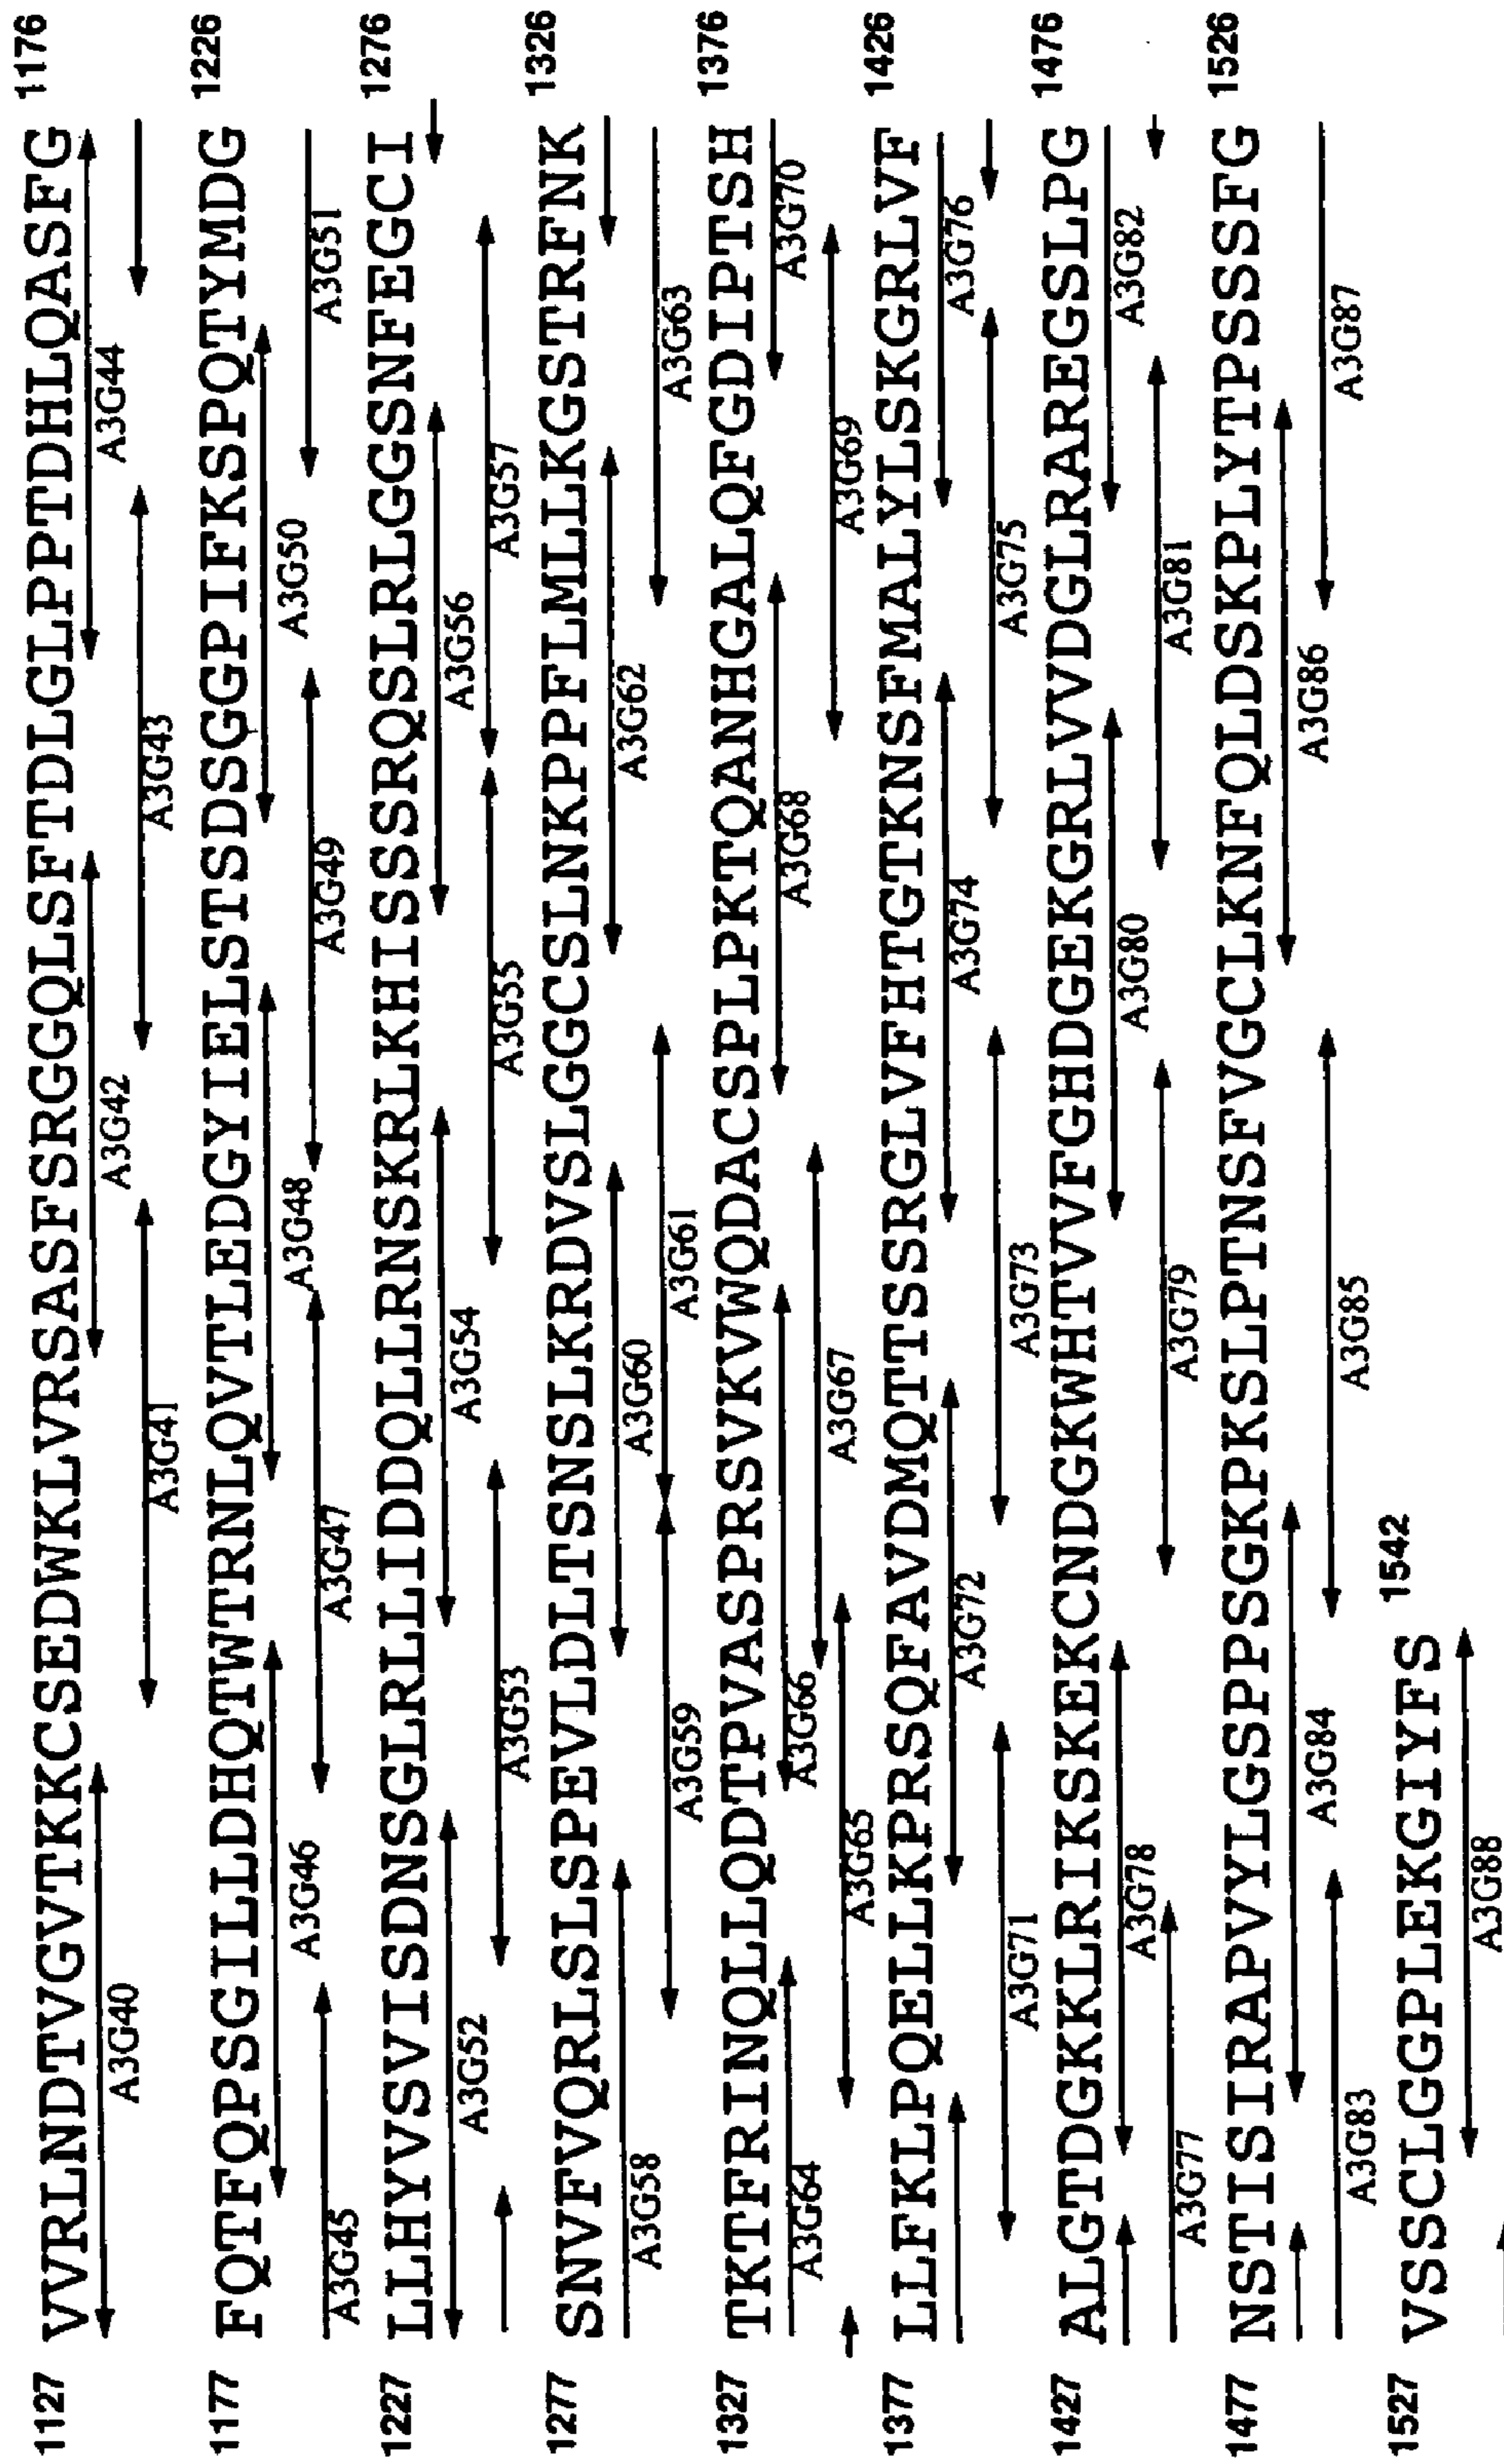 1127 VVRLNDTVGVTKKCSEDWKLVRSASFSRGGQLSFTDLGLPPTDHLQASFG 1176
A3G40 A3G42 A3G44
A3G41 A3G43
1177 FQTFQPSGILLDHQTWTRNLQVTLEDGYIELSTSDSGGPIFKSPQTYMDG 1226
A3G46 A3G48 A3G50
A3G45 A3G47 A3G49 A3G51
1227 LLHYVSVISDNSGLRLLIDDQLLRNSKRLKHISSSRQSLRLGGSNFEGCI 1276
A3G52 A3G54 A3G56
A3G53 A3G55 A3G57
1277 SNVFVQRLSLSPEVLDLTSNSLKRDVSLGGCSLNKPPFLMLLKGSTRFNK 1326
A3G58 A3G60 A3G62
A3G59 A3G61 A3G63
1327 TKTFRINQLLQDTPVASPRSVKVWQDACSPLPKTQANHGALQFGDIPTSH 1376
A3G64 A3G66 A3G68 A3G70
A3G65 A3G67 A3G69
1377 LLFKLPQELLKPRSQFAVDMQTTSSRGLVFHTGTKNSFMALYLSKGRLVF 1426
A3G72 A3G74 A3G76
A3G71 A3G73 A3G75
1427 ALGTDGKKLRIKSKEKCNDGKWHTVVFGHDGEKGRLVVDGLRAREGSLPG 1476
A3G78 A3G80 A3G82
A3G77 A3G79 A3G81
1477 NSTISIRAPVYLGSPPSGKPKSLPTNSFVGCLKNFQLDSKPLYTPSSSFG 1526
A3G84 A3G86
A3G83 A3G85 A3G87
1527 VSSCLGGPLEKGIYFS 1542
A3G88